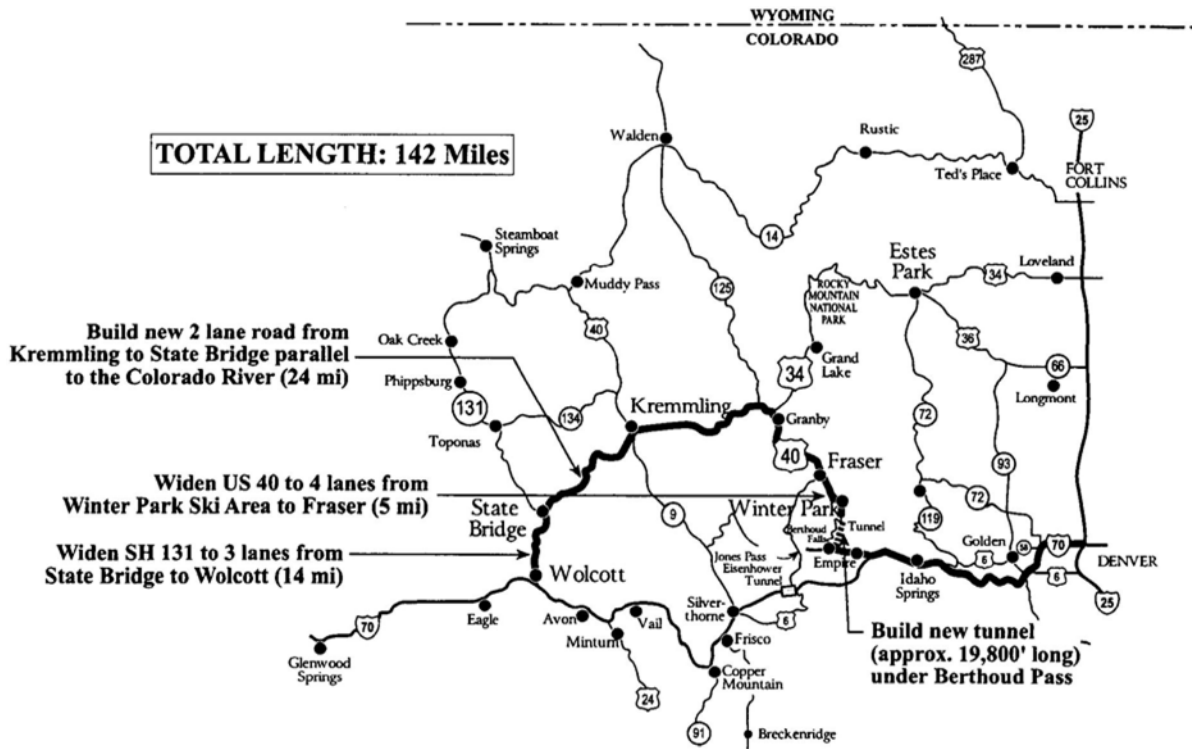 WYOMING
COLORADO
287
25
TOTAL LENGTH: 142 Miles
Walden
Rustic
Ted's Place
FORT
COLLINS
14
Steamboat
Springs
Muddy Pass
125
Estes
Park
34
Loveland
ROCKY
MOUNTAIN
NATIONAL
PARK
Build new 2 lane road from
Kremmling to State Bridge parallel
to the Colorado River (24 mi)
Oak Creek
40
36
Grand
Lake
34
66
Longmont
Phippsburg
131
134
Kremmling
Granby
72
Toponas
40
Fraser
93
Widen US 40 to 4 lanes from
Winter Park Ski Area to Fraser (5 mi)
State
Bridge
9
Winter Park
Tunnel
72
119
Berthoud
Falls
Golden
58
70
DENVER
Widen SH 131 to 3 lanes from
State Bridge to Wolcott (14 mi)
Jones Pass
Eisenhower
Tunnel
Empire
6
6
Idaho
Springs
Wolcott
25
70
Eagle
Avon
Vail
Silver-
thorne
6
Minturn
Frisco
Build new tunnel
(approx. 19,800' long)
under Berthoud Pass
Glenwood
Springs
Copper
Mountain
24
91
Breckenridge